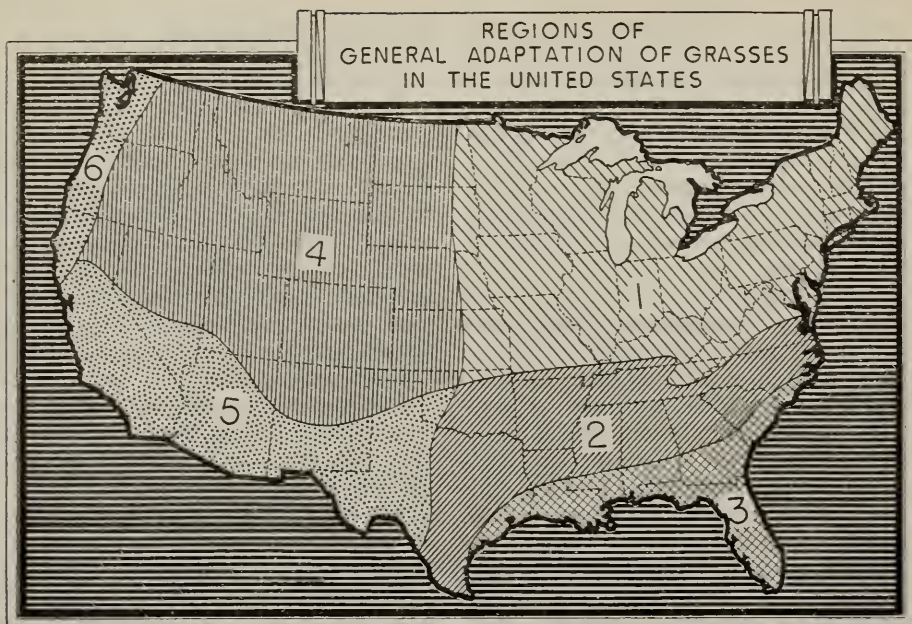 REGIONS OF
GENERAL ADAPTATION OF GRASSES
IN THE UNITED STATES
6
4
1
5
2
3